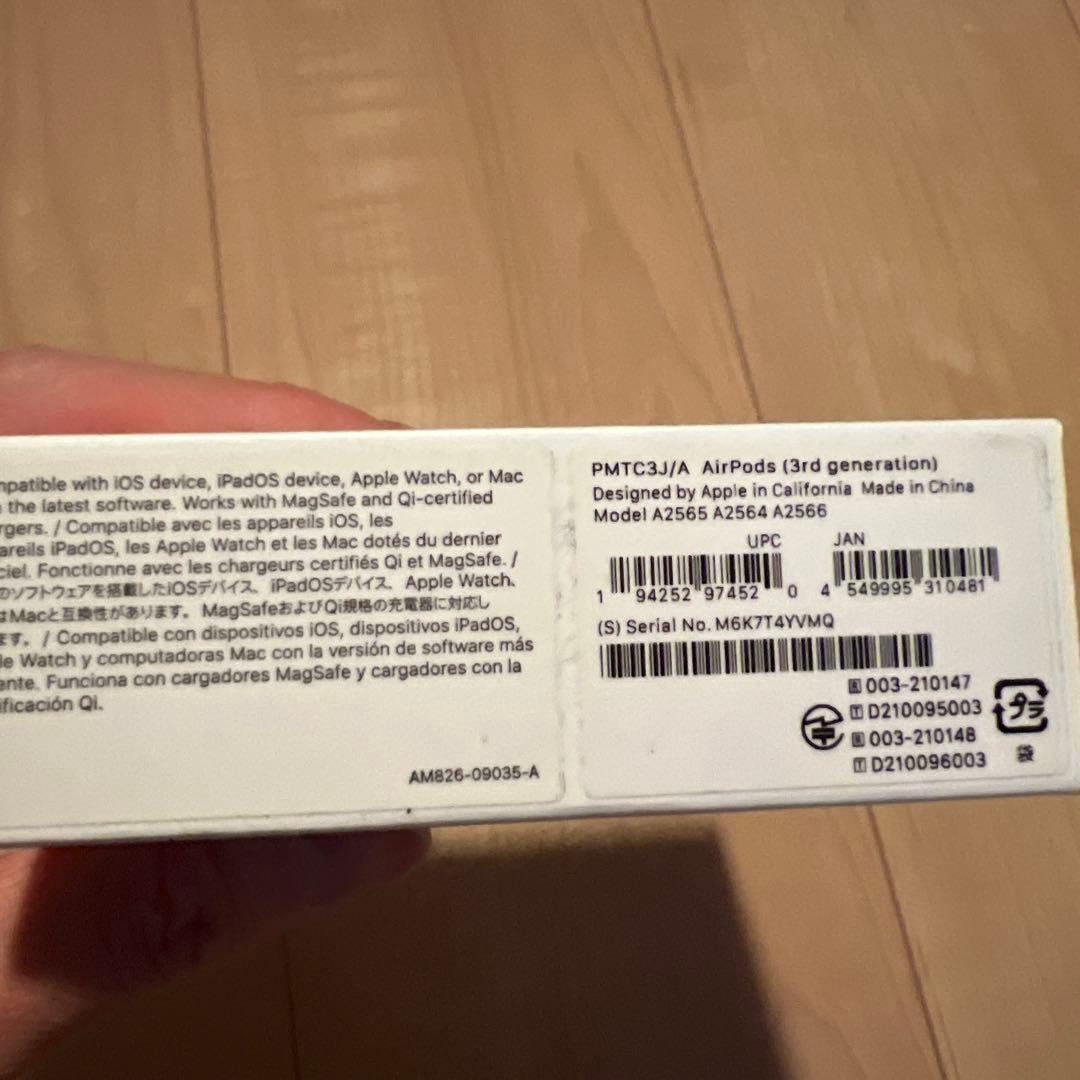 mpatible with iOS device, iPadOS device, Apple Watch, or Mac
the latest software. Works with MagSafe and Qi-certified
rgers. / Compatible avec les appareils iOS, les
areils iPadOS, les Apple Watch et les Mac dotés du dernier
ciel. Fonctionne avec les chargeurs certifiés Qi et MagSafe. /
のソフトウェアを搭載したiOSデバイス、iPadOSデバイス、Apple Watch、
はMacと互換性があります。MagSafeおよびQi規格の充電器に対応し
ます。 / Compatible con dispositivos iOS, dispositivos iPadOS,
le Watch y computadoras Mac con la versión de software más
ente. Funciona con cargadores MagSafe y cargadores con la
ificación Qi.
AM826-09035-A
PMTC3J/A AirPods (3rd generation)
Designed by Apple in California Made in China
Model A2565 A2564 A2566
UPC JAN
1 94252 97452 0 4 549995 310481
(S) Serial No. M6K7T4YVMQ
R 003-210147
T D210095003
R 003-210148
T D210096003
プラ
袋